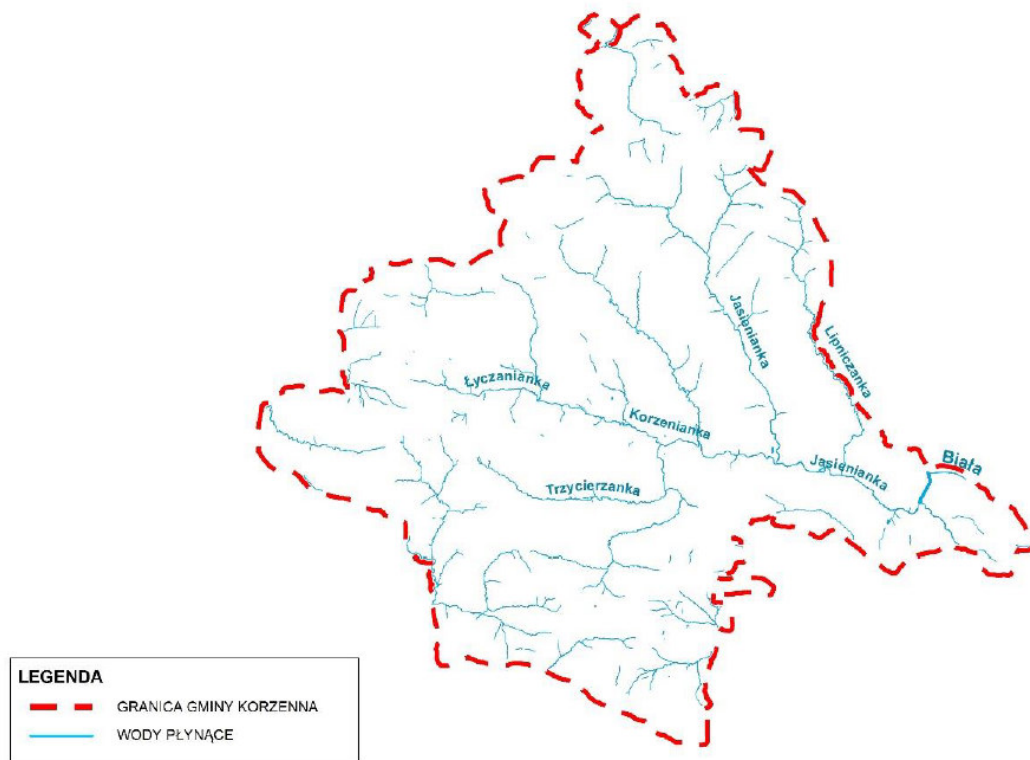 Jasienianka
Lipniczanka
Łyczanianka
Korzenianka
Biała
Jasienianka
Trzycierzanka
LEGENDA
GRANICA GMINY KORZENNA
WODY PŁYNĄCE